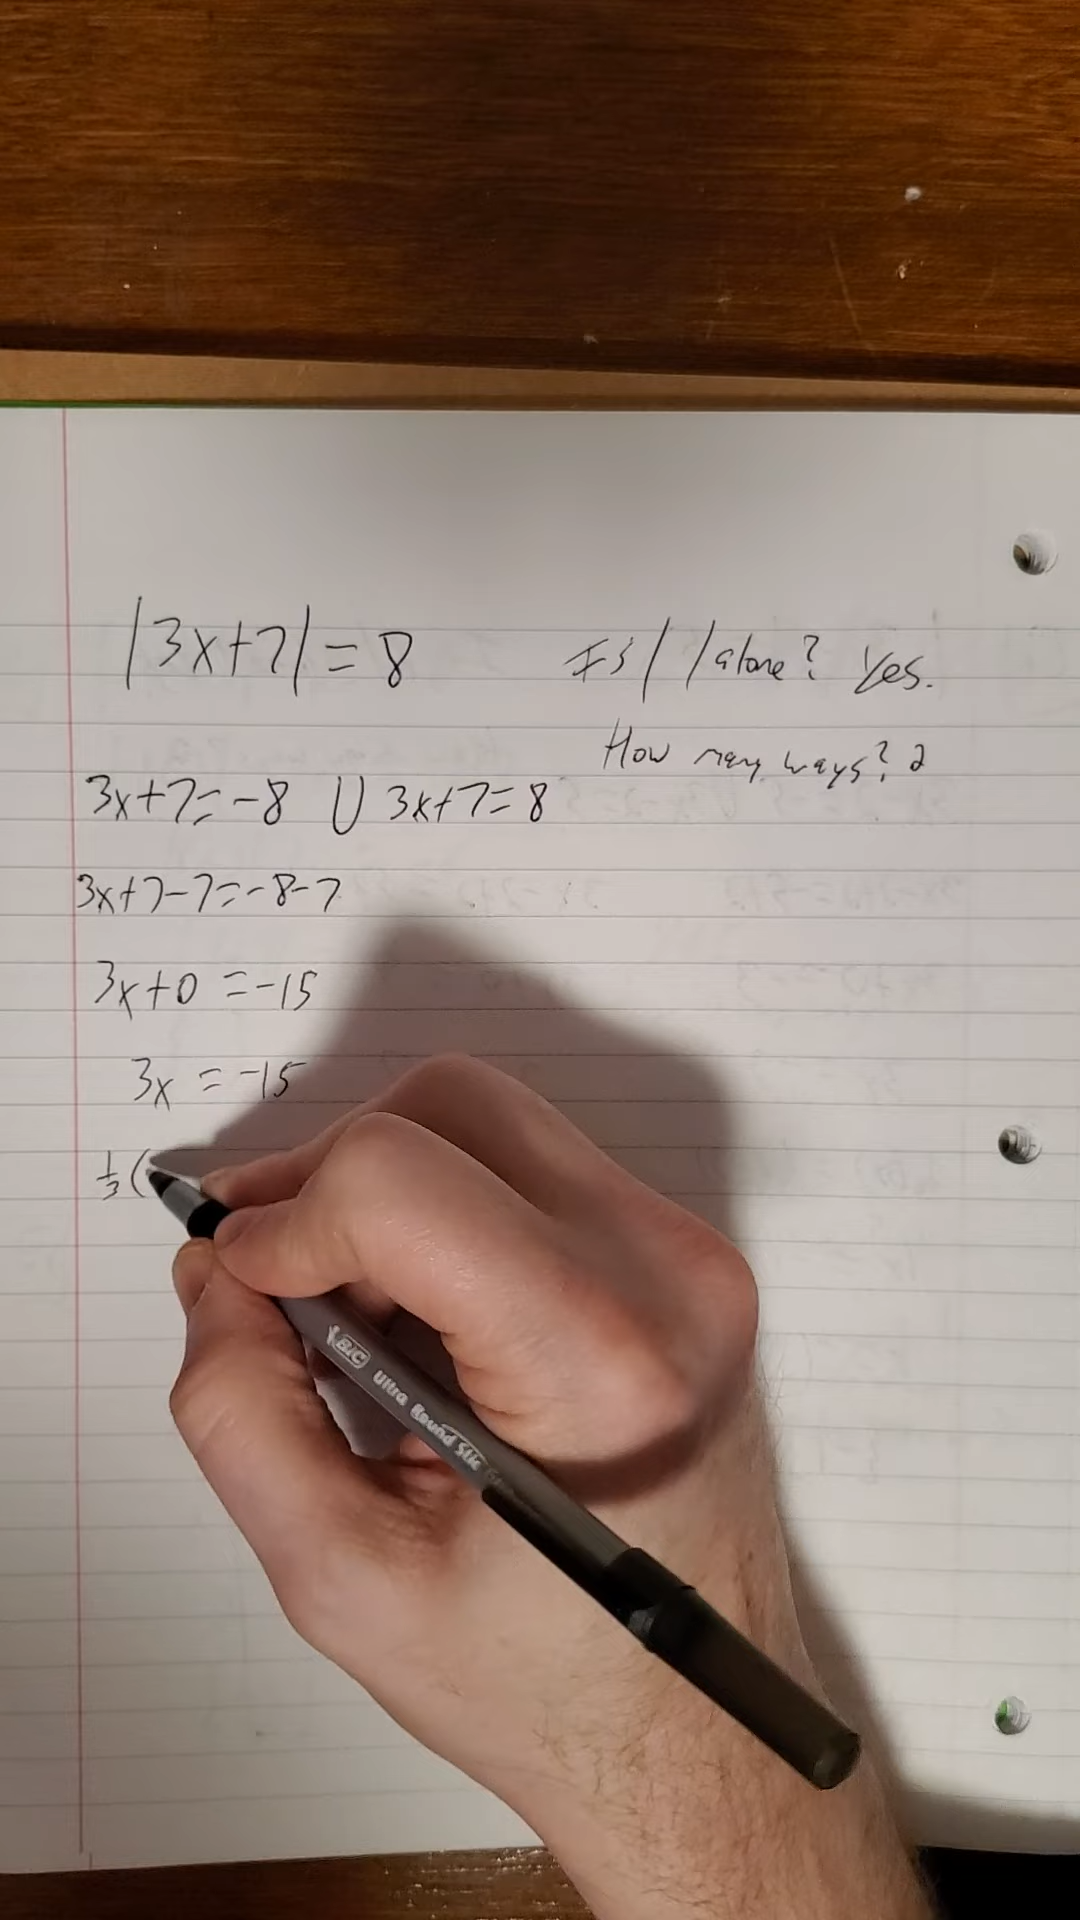 |3x+7|=8
Is | | alone? Yes.
How many ways? 2
3x+7=-8 U 3x+7=8
3x+7-7=-8-7
3x+0=-15
3x=-15
1/3(
BIC Ultra Round Stic